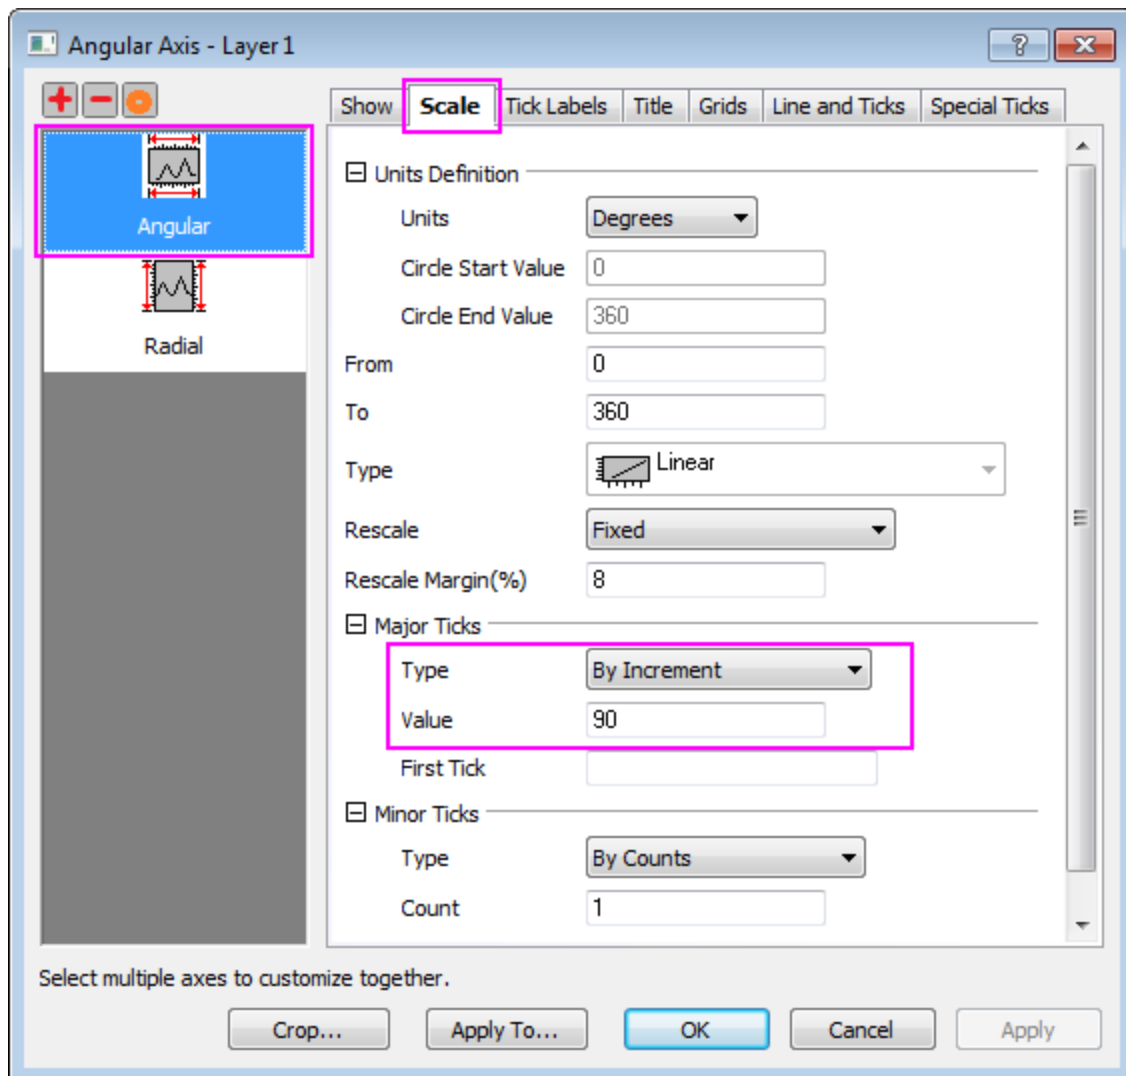 Angular Axis - Layer 1
Show Scale Tick Labels Title Grids Line and Ticks Special Ticks
Angular
Radial
Units Definition
Units Degrees
Circle Start Value 0
Circle End Value 360
From 0
To 360
Type Linear
Rescale Fixed
Rescale Margin(%) 8
Major Ticks
Type By Increment
Value 90
First Tick
Minor Ticks
Type By Counts
Count 1
Select multiple axes to customize together.
Crop... Apply To... OK Cancel Apply